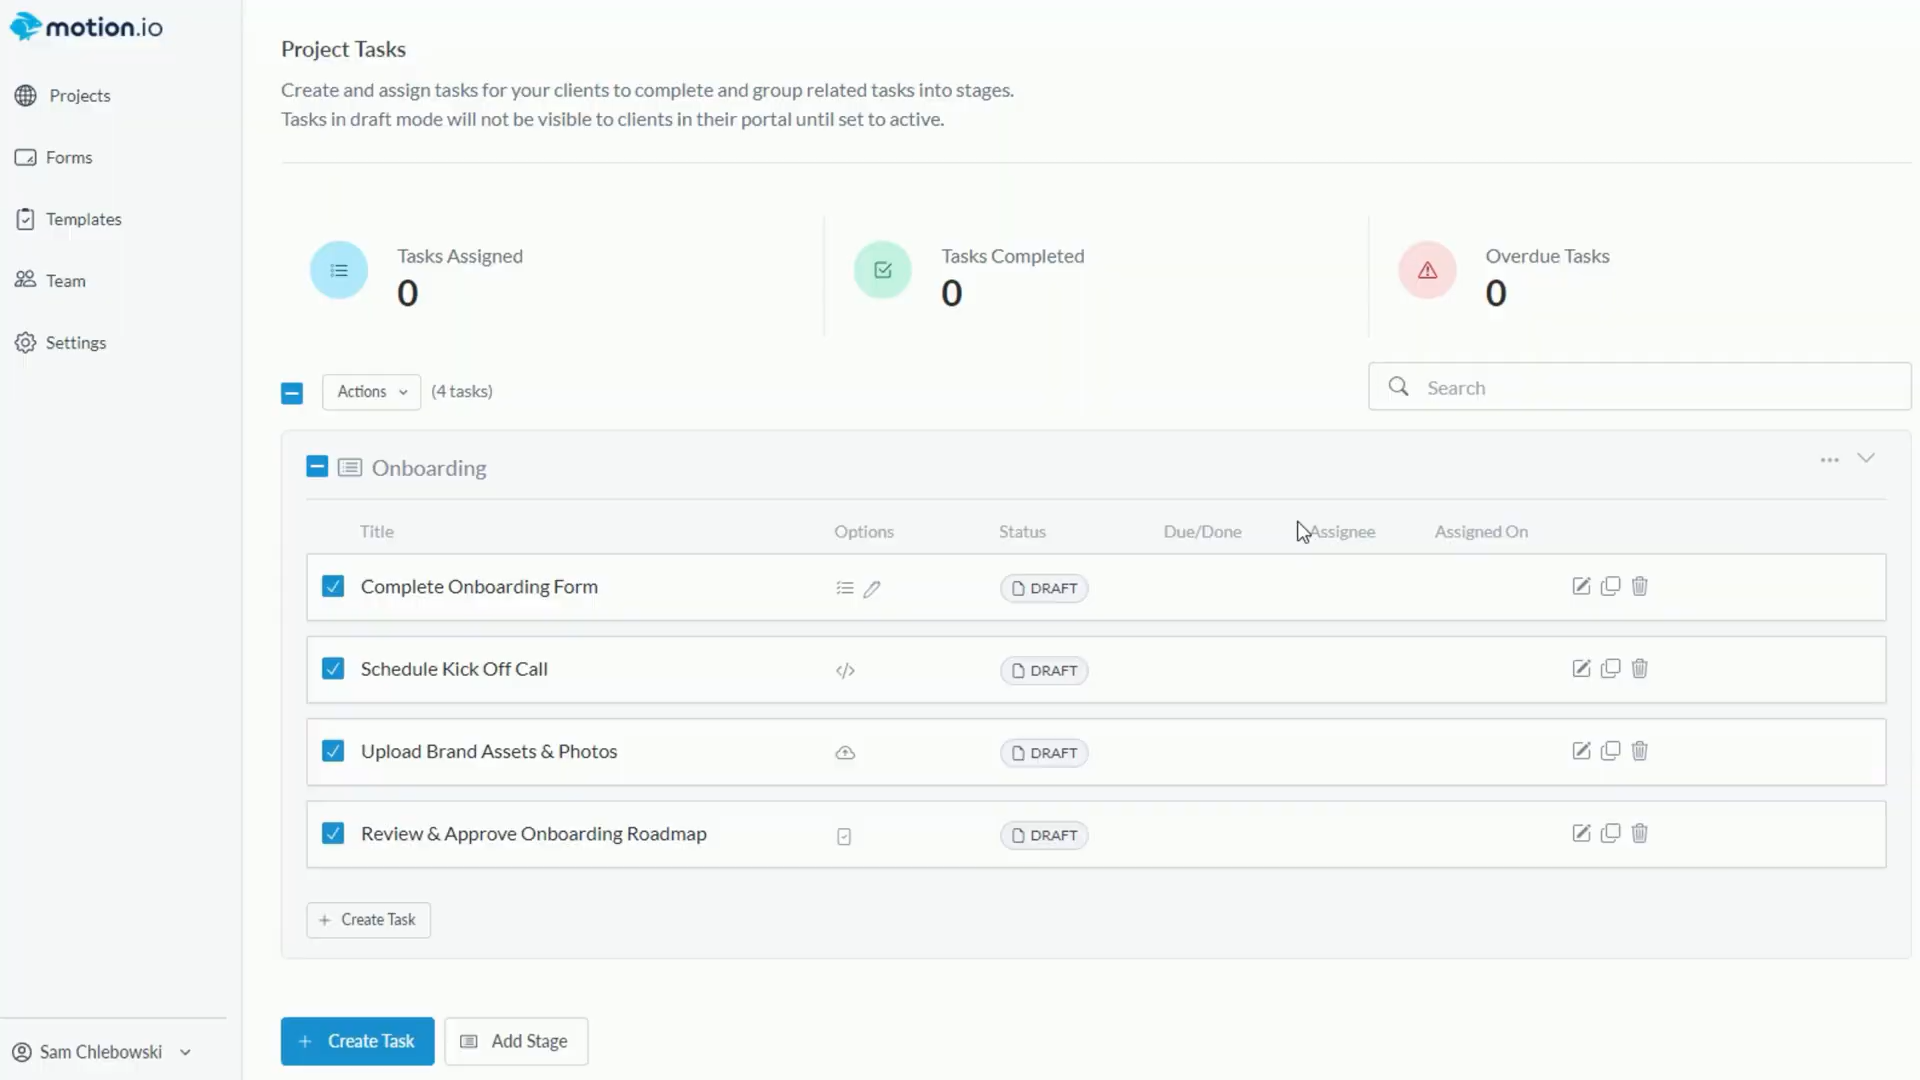 motion.io
Projects
Forms
Templates
Team
Settings
Sam Chlebowski
Project Tasks
Create and assign tasks for your clients to complete and group related tasks into stages.
Tasks in draft mode will not be visible to clients in their portal until set to active.
Tasks Assigned
0
Tasks Completed
0
Overdue Tasks
0
Actions (4 tasks)
Search
Onboarding
Title Options Status Due/Done Assignee Assigned On
Complete Onboarding Form DRAFT
Schedule Kick Off Call DRAFT
Upload Brand Assets & Photos DRAFT
Review & Approve Onboarding Roadmap DRAFT
+ Create Task
+ Create Task Add Stage